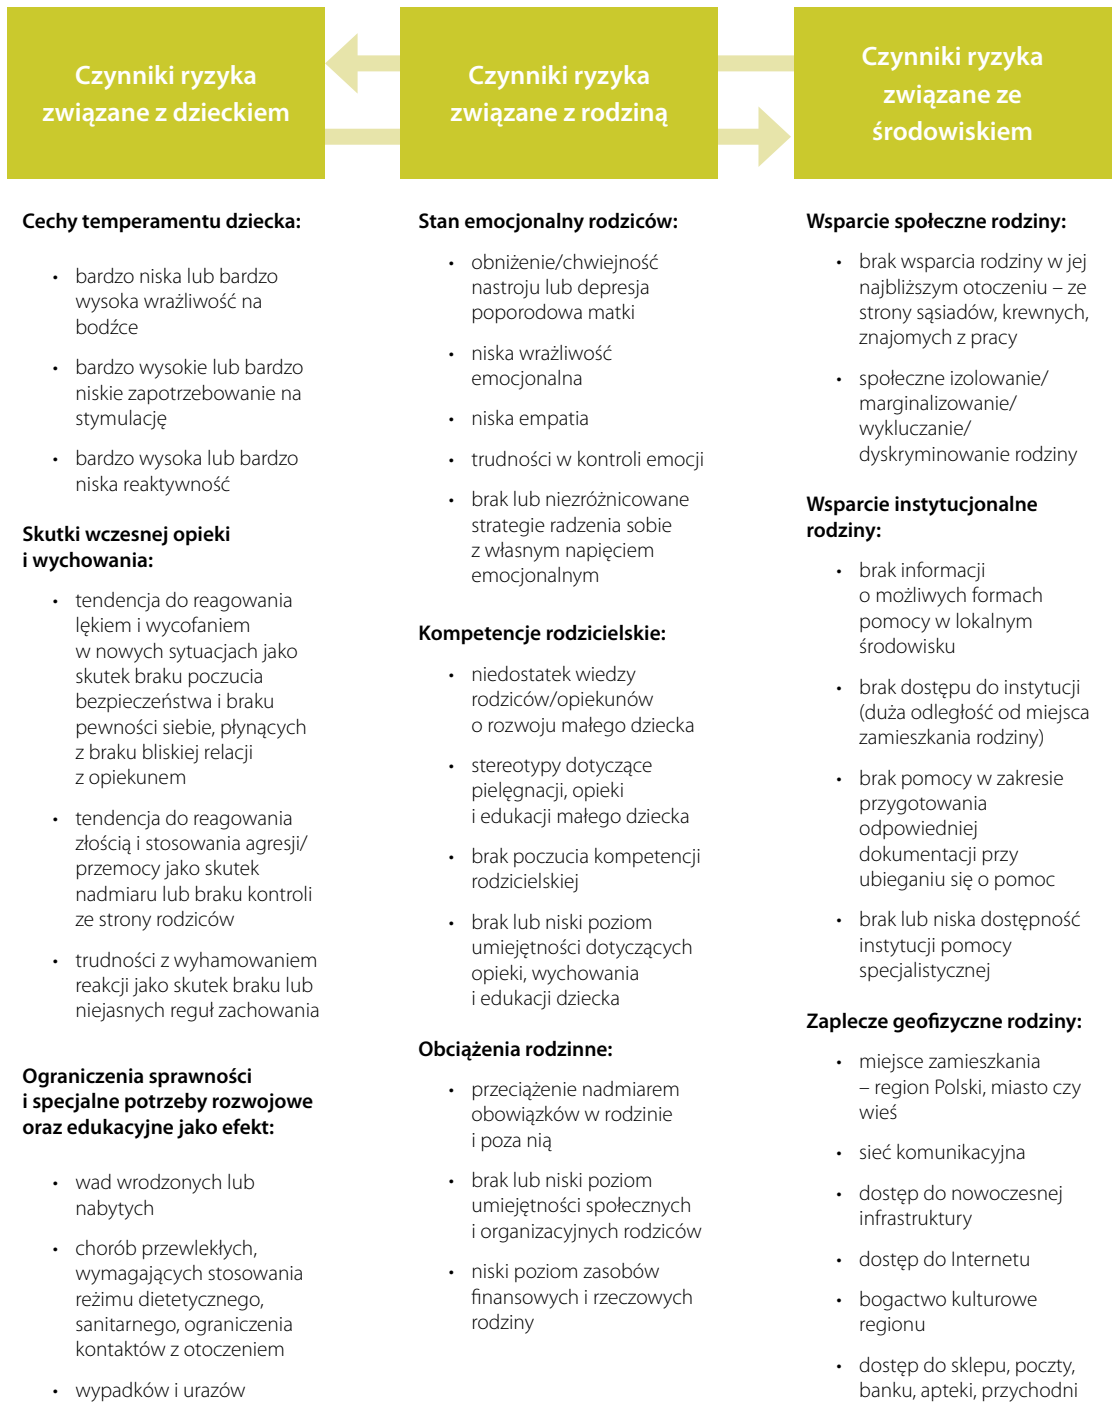 Czynniki ryzyka
związane z dzieckiem
Czynniki ryzyka
związane z rodziną
Czynniki ryzyka
związane ze
środowiskiem
Cechy temperamentu dziecka:
• bardzo niska lub bardzo
wysoka wrażliwość na
bodźce
• bardzo wysokie lub bardzo
niskie zapotrzebowanie na
stymulację
• bardzo wysoka lub bardzo
niska reaktywność
Skutki wczesnej opieki
i wychowania:
• tendencja do reagowania
lękiem i wycofaniem
w nowych sytuacjach jako
skutek braku poczucia
bezpieczeństwa i braku
pewności siebie, płynących
z braku bliskiej relacji
z opiekunem
• tendencja do reagowania
złością i stosowania agresji/
przemocy jako skutek
nadmiaru lub braku kontroli
ze strony rodziców
• trudności z wyhamowaniem
reakcji jako skutek braku lub
niejasnych reguł zachowania
Ograniczenia sprawności
i specjalne potrzeby rozwojowe
oraz edukacyjne jako efekt:
• wad wrodzonych lub
nabytych
• chorób przewlekłych,
wymagających stosowania
reżimu dietetycznego,
sanitarnego, ograniczenia
kontaktów z otoczeniem
• wypadków i urazów
Stan emocjonalny rodziców:
• obniżenie/chwiejność
nastroju lub depresja
poporodowa matki
• niska wrażliwość
emocjonalna
• niska empatia
• trudności w kontroli emocji
• brak lub niezróżnicowane
strategie radzenia sobie
z własnym napięciem
emocjonalnym
Kompetencje rodzicielskie:
• niedostatek wiedzy
rodziców/opiekunów
o rozwoju małego dziecka
• stereotypy dotyczące
pielęgnacji, opieki
i edukacji małego dziecka
• brak poczucia kompetencji
rodzicielskiej
• brak lub niski poziom
umiejętności dotyczących
opieki, wychowania
i edukacji dziecka
Obciążenia rodzinne:
• przeciążenie nadmiarem
obowiązków w rodzinie
i poza nią
• brak lub niski poziom
umiejętności społecznych
i organizacyjnych rodziców
• niski poziom zasobów
finansowych i rzeczowych
rodziny
Wsparcie społeczne rodziny:
• brak wsparcia rodziny w jej
najbliższym otoczeniu – ze
strony sąsiadów, krewnych,
znajomych z pracy
• społeczne izolowanie/
marginalizowanie/
wykluczanie/
dyskryminowanie rodziny
Wsparcie instytucjonalne
rodziny:
• brak informacji
o możliwych formach
pomocy w lokalnym
środowisku
• brak dostępu do instytucji
(duża odległość od miejsca
zamieszkania rodziny)
• brak pomocy w zakresie
przygotowania
odpowiedniej
dokumentacji przy
ubieganiu się o pomoc
• brak lub niska dostępność
instytucji pomocy
specjalistycznej
Zaplecze geofizyczne rodziny:
• miejsce zamieszkania
– region Polski, miasto czy
wieś
• sieć komunikacyjna
• dostęp do nowoczesnej
infrastruktury
• dostęp do Internetu
• bogactwo kulturowe
regionu
• dostęp do sklepu, poczty,
banku, apteki, przychodni